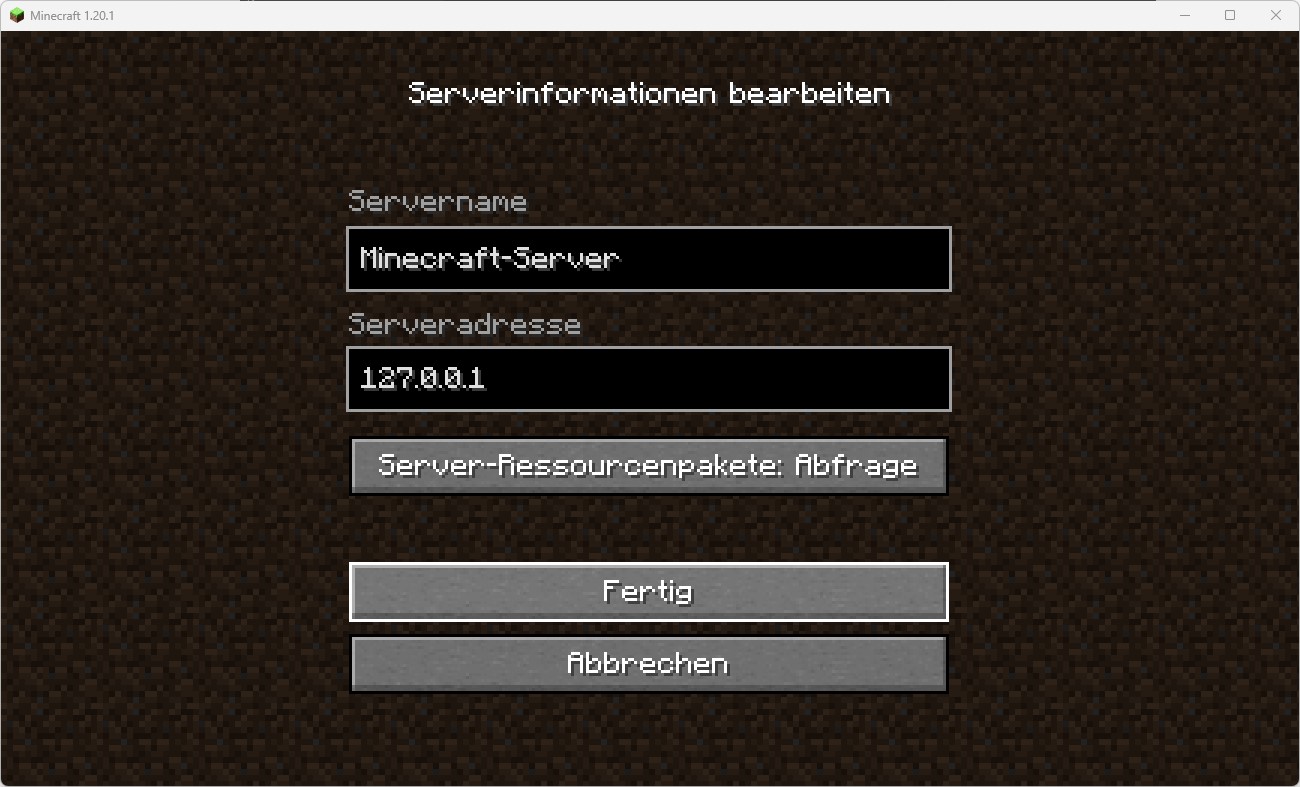 Minecraft 1.20.1
Serverinformationen bearbeiten
Servername
Minecraft-Server
Serveradresse
127.0.0.1
Server-Ressourcenpakete: Abfrage
Fertig
Abbrechen